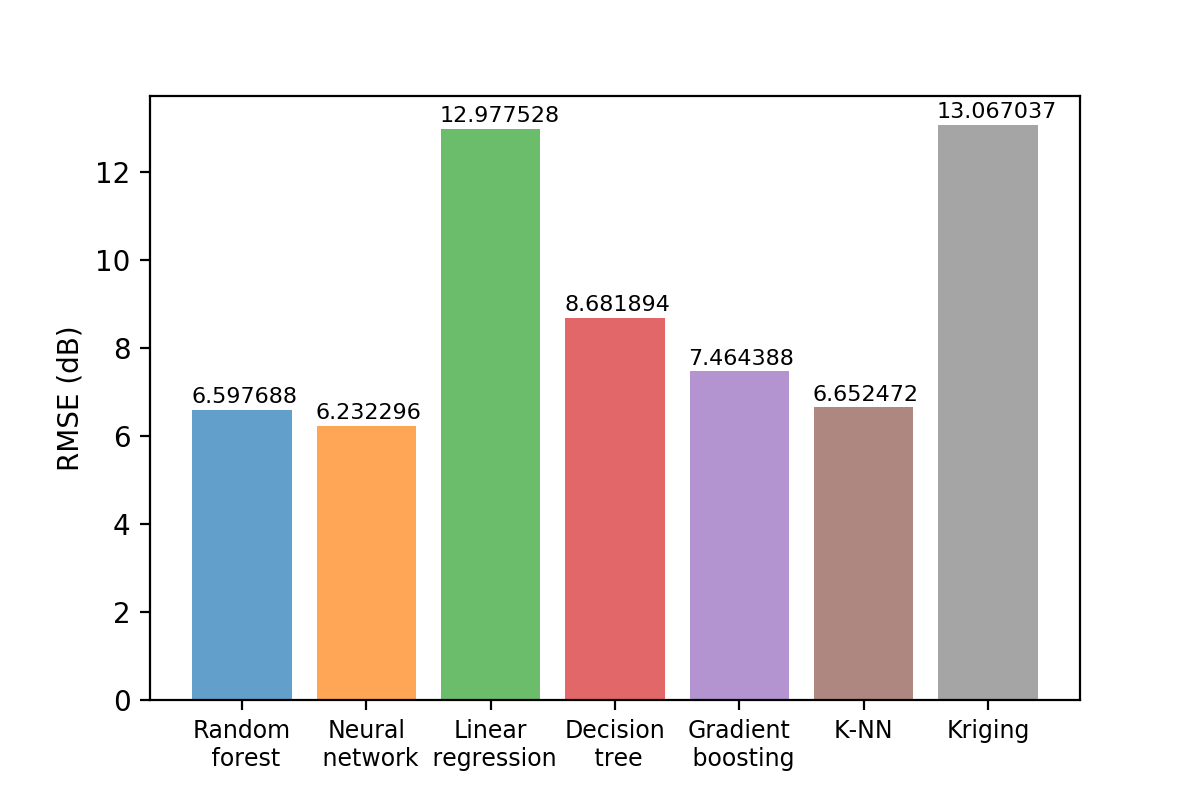 13.067037
12.977528
12
10
8.681894
8
7.464388
6.597688
6.652472
6.232296
6
4
2
0
RMSE (dB)
Random
forest
Neural
network
Linear
regression
Decision
tree
Gradient
boosting
K-NN
Kriging